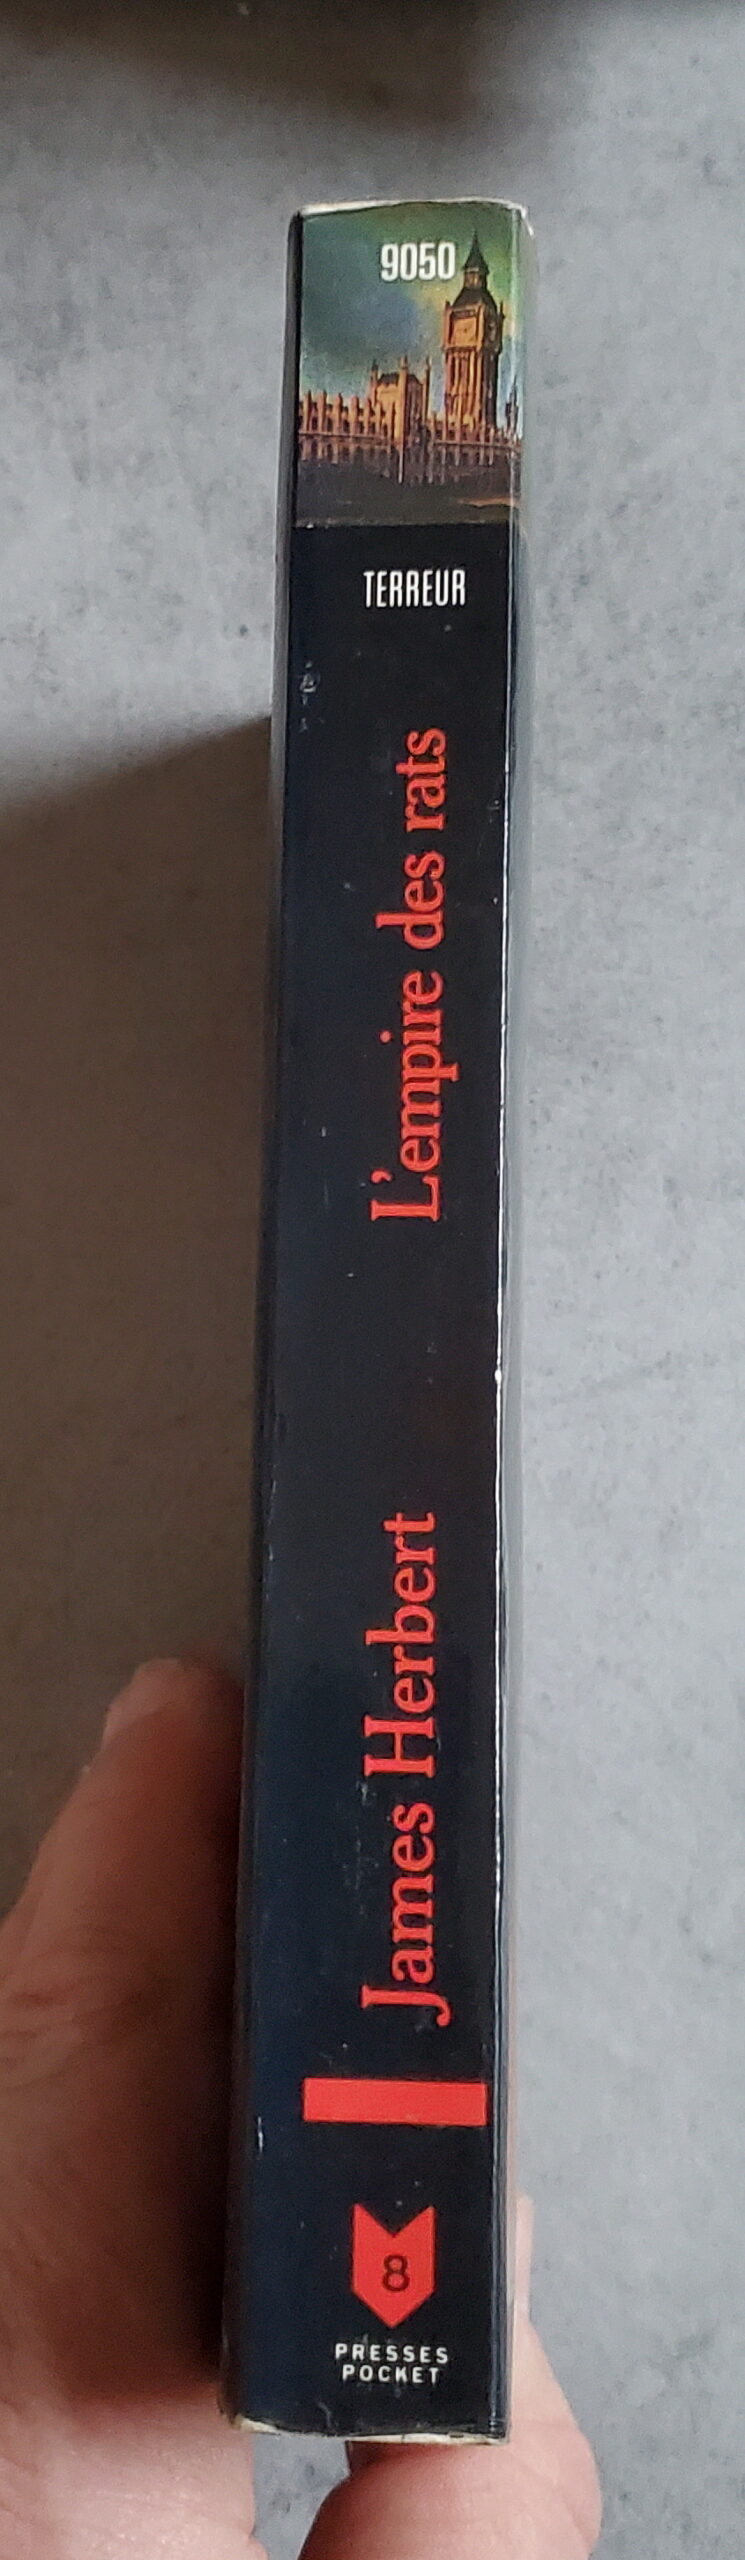 9050
TERREUR
L'empire des rats
James Herbert
8
PRESSES
POCKET